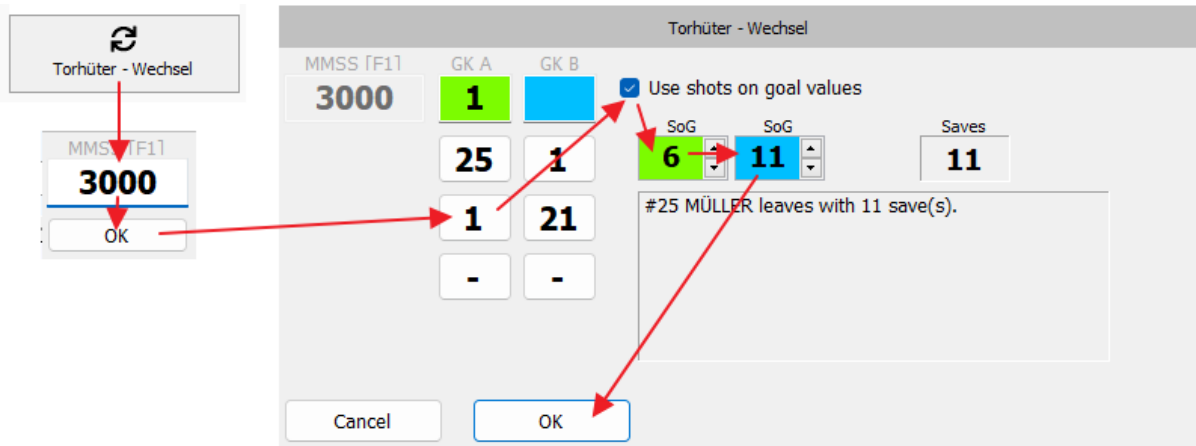 Torhüter - Wechsel
MMSS [F1]
3000
OK
Torhüter - Wechsel
MMSS [F1] GK A GK B
3000 1
Use shots on goal values
SoG SoG Saves
6 11 11
25 1
1 21
- -
#25 MÜLLER leaves with 11 save(s).
Cancel OK